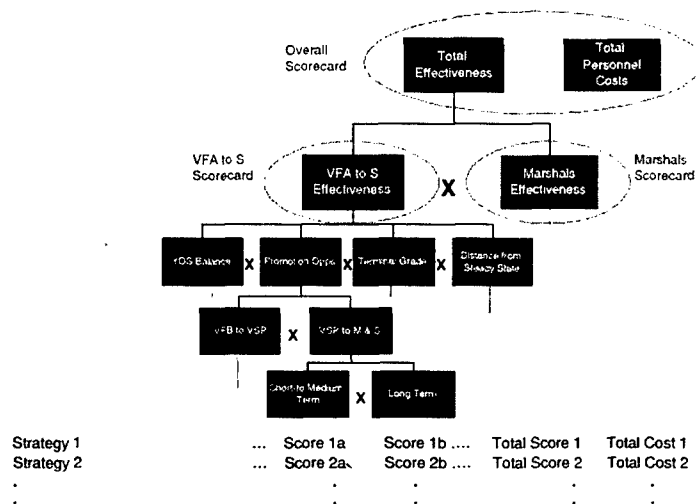 Overall
Scorecard
Total
Effectiveness
Total
Personnel
Costs
VFA to S
Scorecard
VFA to S
Effectiveness
X
Marshals
Effectiveness
Marshals
Scorecard
YOS Balance X Promotion Opps X Terminal Grade X Distance from
Steady State
VFB to VSP X VSP to M & S
Short to Medium
Term
X
Long Term
Strategy 1 ... Score 1a Score 1b .... Total Score 1 Total Cost 1
Strategy 2 ... Score 2a Score 2b .... Total Score 2 Total Cost 2